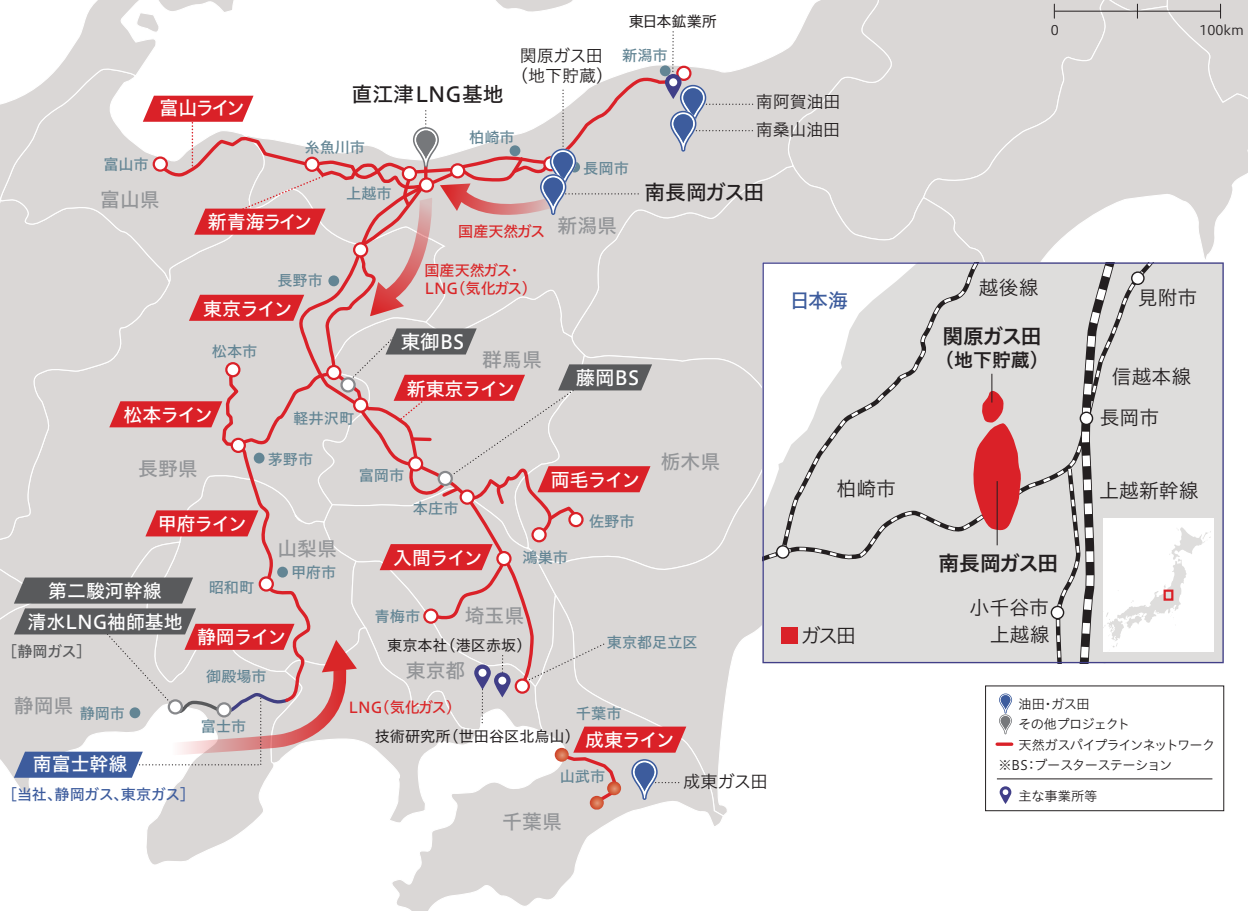 東日本鉱業所
0
100km
関原ガス田
（地下貯蔵）
新潟市
直江津LNG基地
南阿賀油田
南桑山油田
富山ライン
糸魚川市
柏崎市
富山市
長岡市
富山県
上越市
南長岡ガス田
新青海ライン
国産天然ガス
新潟県
国産天然ガス・
LNG（気化ガス）
長野市
東京ライン
東御BS
松本市
群馬県
藤岡BS
新東京ライン
松本ライン
軽井沢町
長野県
茅野市
富岡市
栃木県
両毛ライン
本庄市
佐野市
甲府ライン
山梨県
入間ライン
鴻巣市
甲府市
第二駿河幹線
昭和町
清水LNG袖師基地
青梅市
埼玉県
静岡ライン
［静岡ガス］
東京本社（港区赤坂）
東京都足立区
東京都
御殿場市
静岡県
静岡市
富士市
LNG（気化ガス）
千葉市
技術研究所（世田谷区北烏山）
成東ライン
南富士幹線
山武市
成東ガス田
［当社、静岡ガス、東京ガス］
千葉県
日本海
越後線
見附市
関原ガス田
（地下貯蔵）
信越本線
長岡市
柏崎市
上越新幹線
南長岡ガス田
小千谷市
上越線
ガス田
油田・ガス田
その他プロジェクト
天然ガスパイプラインネットワーク
※BS：ブースターステーション
主な事業所等